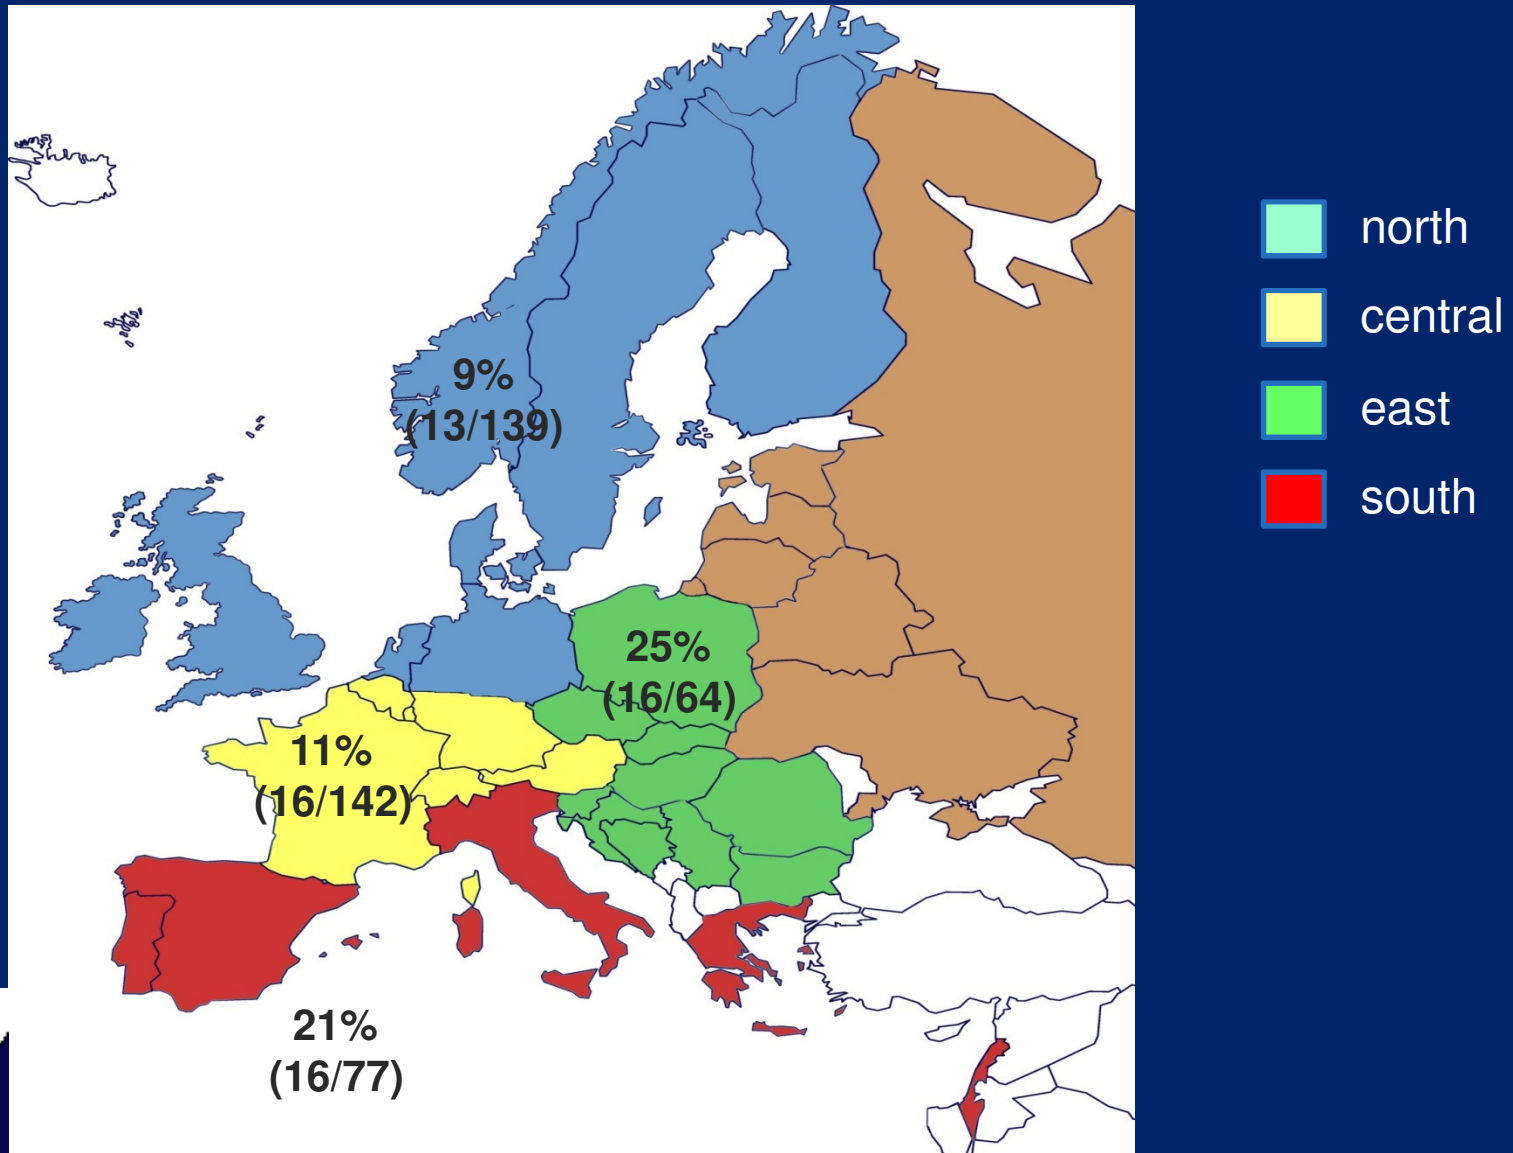 9%
(13/139)
25%
(16/64)
11%
(16/142)
21%
(16/77)
north
central
east
south